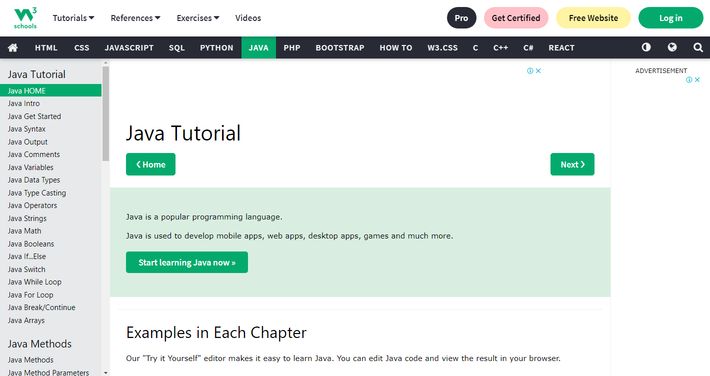 W3
schools
Tutorials
References
Exercises
Videos
Pro
Get Certified
Free Website
Log in
HTML
CSS
JAVASCRIPT
SQL
PYTHON
JAVA
PHP
BOOTSTRAP
HOW TO
W3.CSS
C
C++
C#
REACT
Java Tutorial
Java HOME
Java Intro
Java Get Started
Java Syntax
Java Output
Java Comments
Java Variables
Java Data Types
Java Type Casting
Java Operators
Java Strings
Java Math
Java Booleans
Java If...Else
Java Switch
Java While Loop
Java For Loop
Java Break/Continue
Java Arrays
Java Methods
Java Methods
Java Method Parameters
Java Tutorial
❮ Home
Next ❯
Java is a popular programming language.
Java is used to develop mobile apps, web apps, desktop apps, games and much more.
Start learning Java now »
Examples in Each Chapter
Our "Try it Yourself" editor makes it easy to learn Java. You can edit Java code and view the result in your browser.
ADVERTISEMENT